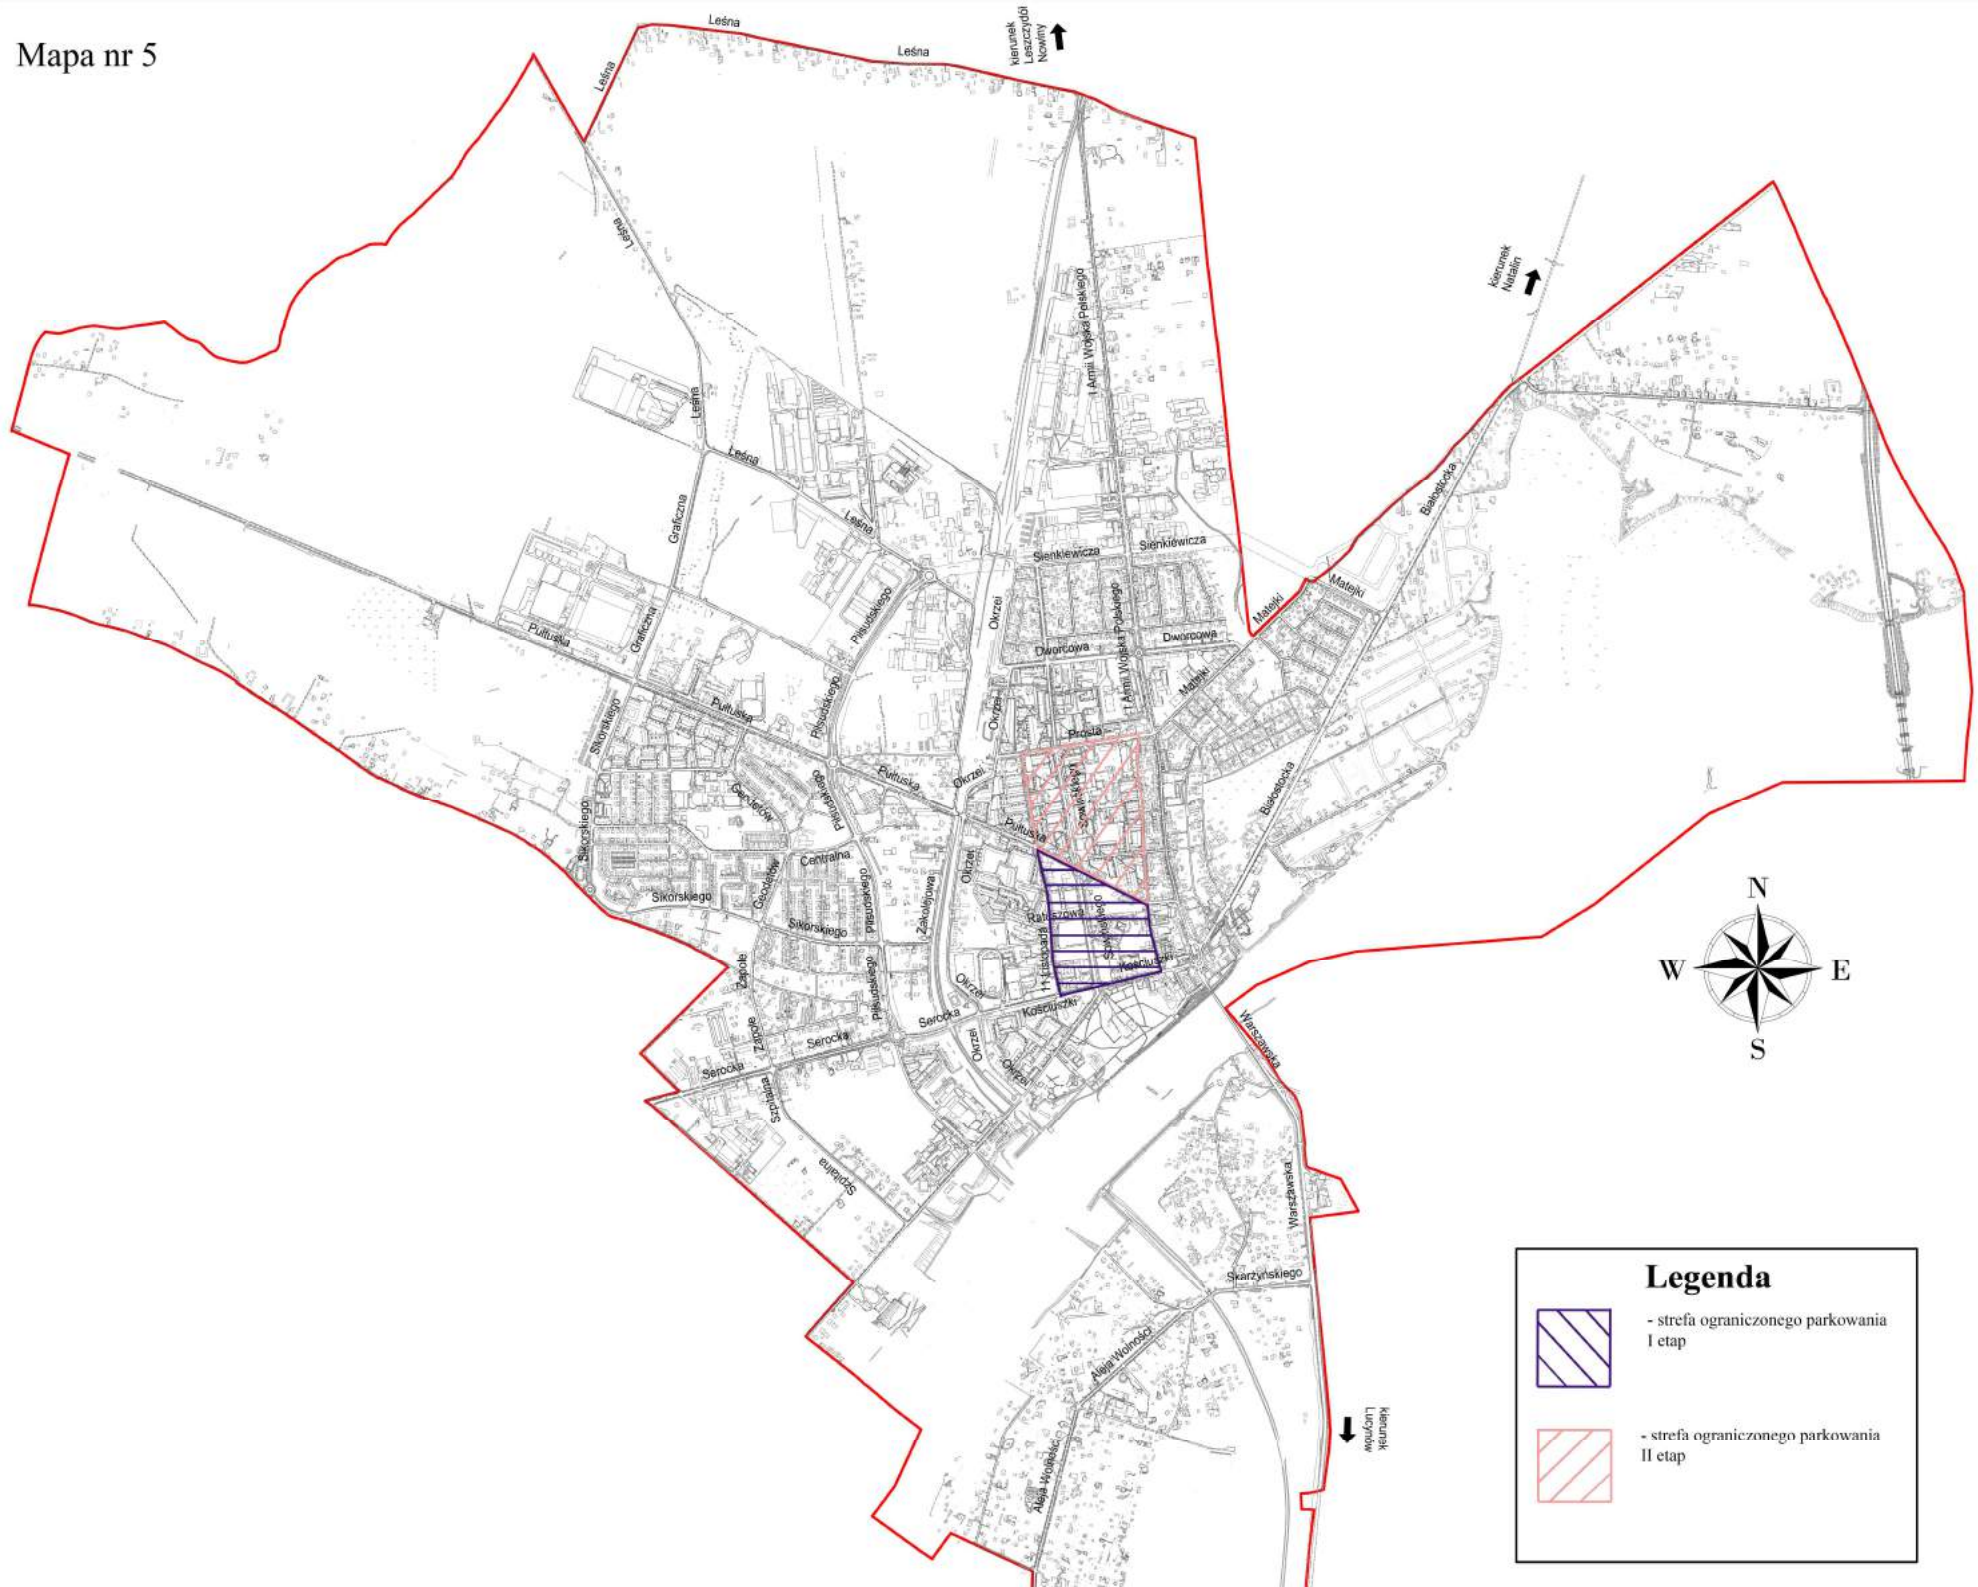 Mapa nr 5
Leśna
Leśna
Leśna
kierunek
Leszczydół
Nowiny
Leśna
kierunek
Natalin
I Armii Wojska Polskiego
Leśna
Leśna
Leśna
Graficzna
Białostocka
Sienkiewicza
Sienkiewicza
Matejki
Matejki
Okrzei
Piłsudskiego
I Armii Wojska Polskiego
Graficzna
Pułtuska
Dworcowa
Dworcowa
Matejki
Sikorskiego
Pułtuska
Piłsudskiego
Okrzei
Prosta
Pułtuska
Okrzei
Sowińskiego
Białostocka
Geodetów
Piłsudskiego
Sikorskiego
Pułtuska
Centralna
Okrzei
Geodetów
Piłsudskiego
Zakolejowa
Sikorskiego
Sikorskiego
Ratuszowa
Sowińskiego
11 Listopada
Kościuszki
Zapole
Piłsudskiego
Okrzei
Kościuszki
Serocka
Zapole
Serocka
Okrzei
Okrzei
Serocka
Szpitalna
Warszawska
Szpitalna
Warszawska
Skarżyńskiego
Aleja Wolności
Aleja Wolności
kierunek
Lucynów
N
W
E
S
Legenda
- strefa ograniczonego parkowania
I etap
- strefa ograniczonego parkowania
II etap